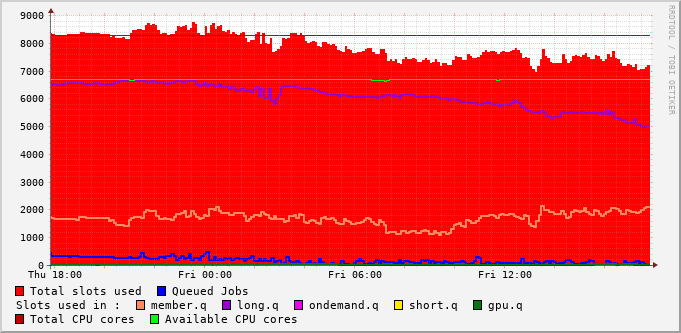 9000
8000
7000
6000
5000
4000
3000
2000
1000
0
Thu 18:00 Fri 00:00 Fri 06:00 Fri 12:00
RRDTOOL / TOBI OETIKER
Total slots used Queued Jobs
Slots used in : member.q long.q ondemand.q short.q gpu.q
Total CPU cores Available CPU cores